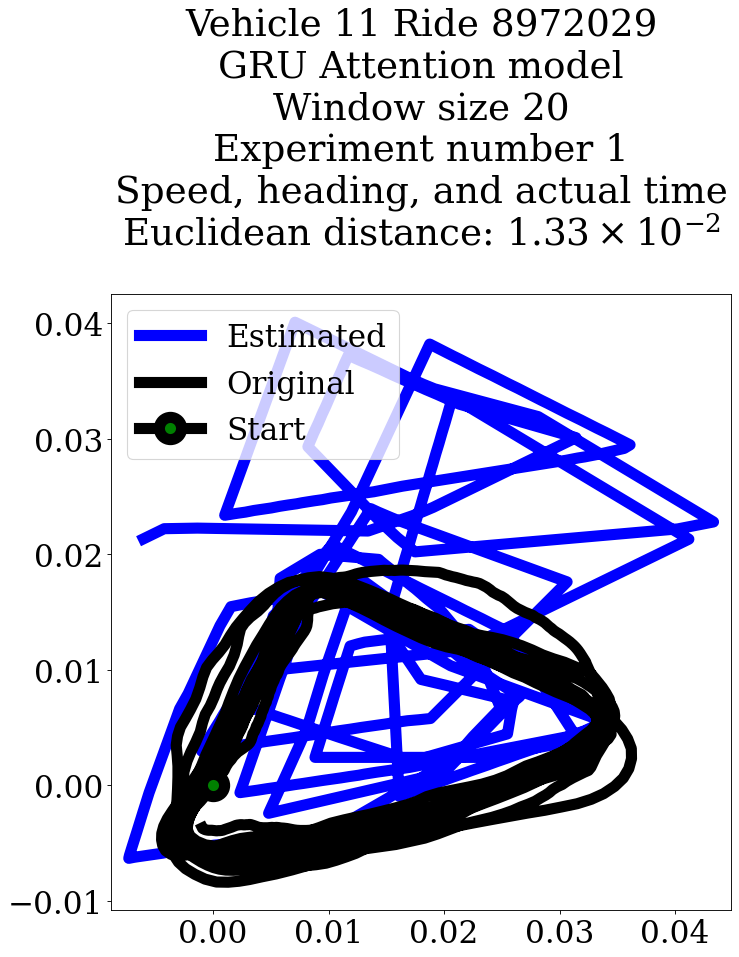 Vehicle 11 Ride 8972029
GRU Attention model
Window size 20
Experiment number 1
Speed, heading, and actual time
Euclidean distance: 1.33 × 10⁻²
Estimated
Original
Start
0.04
0.03
0.02
0.01
0.00
−0.01
0.00 0.01 0.02 0.03 0.04